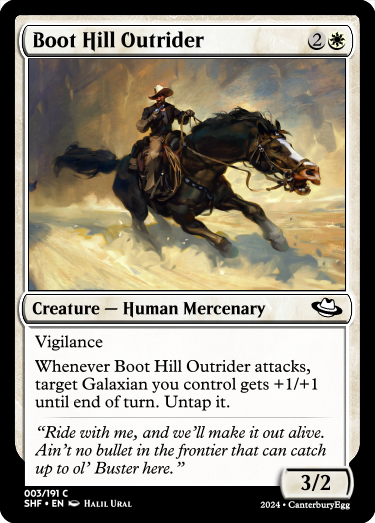 Boot Hill Outrider 2
Creature — Human Mercenary
Vigilance
Whenever Boot Hill Outrider attacks,
target Galaxian you control gets +1/+1
until end of turn. Untap it.
“Ride with me, and we’ll make it out alive.
Ain’t no bullet in the frontier that can catch
up to ol’ Buster here.”
3/2
003/191 C
SHF • EN Halil Ural
2024 • CanterburyEgg